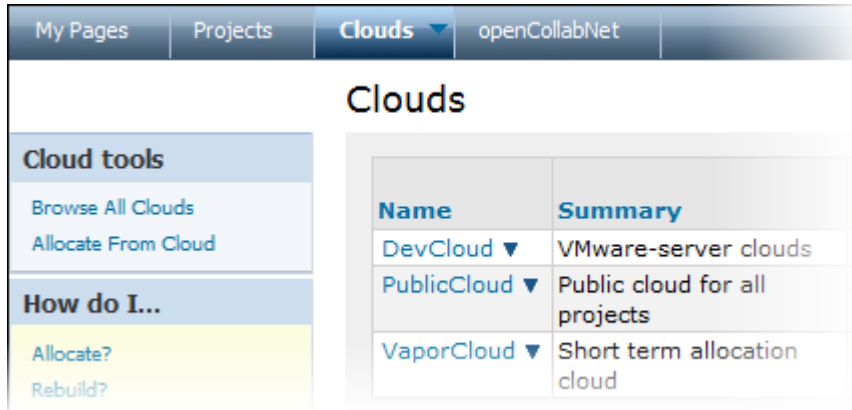 My Pages Projects Clouds openCollabNet
Clouds
Cloud tools
Browse All Clouds
Allocate From Cloud
How do I...
Allocate?
Rebuild?
Name Summary
DevCloud VMware-server clouds
PublicCloud Public cloud for all
projects
VaporCloud Short term allocation
cloud